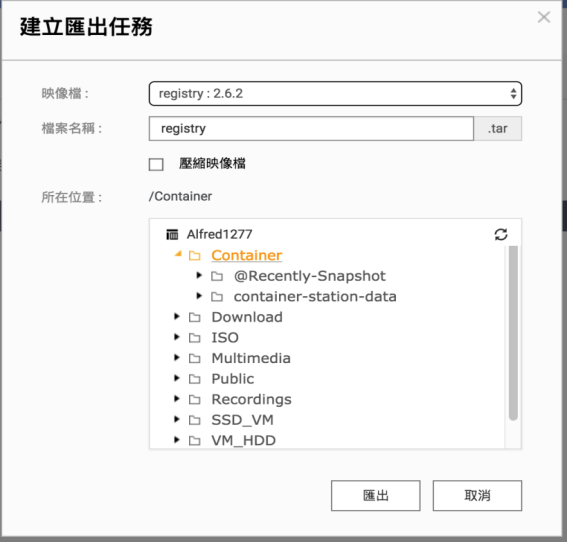 建立匯出任務
映像檔 : registry : 2.6.2
檔案名稱 : registry .tar
壓縮映像檔
所在位置 : /Container
Alfred1277
Container
@Recently-Snapshot
container-station-data
Download
ISO
Multimedia
Public
Recordings
SSD_VM
VM_HDD
匯出 取消